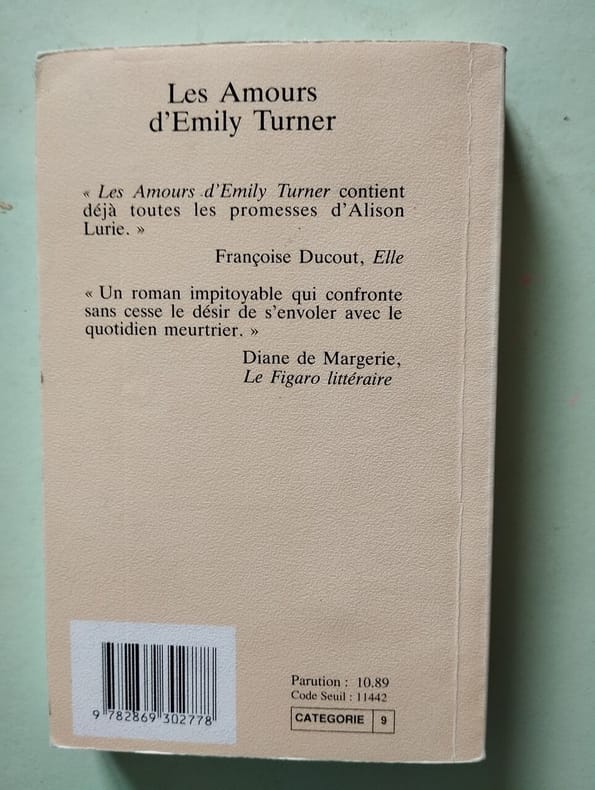 Les Amours
d'Emily Turner
« Les Amours d'Emily Turner contient
déjà toutes les promesses d'Alison
Lurie. »
Françoise Ducout, Elle
« Un roman impitoyable qui confronte
sans cesse le désir de s'envoler avec le
quotidien meurtrier. »
Diane de Margerie,
Le Figaro littéraire
Parution : 10.89
Code Seuil : 11442
CATEGORIE 9
9 782869 302778